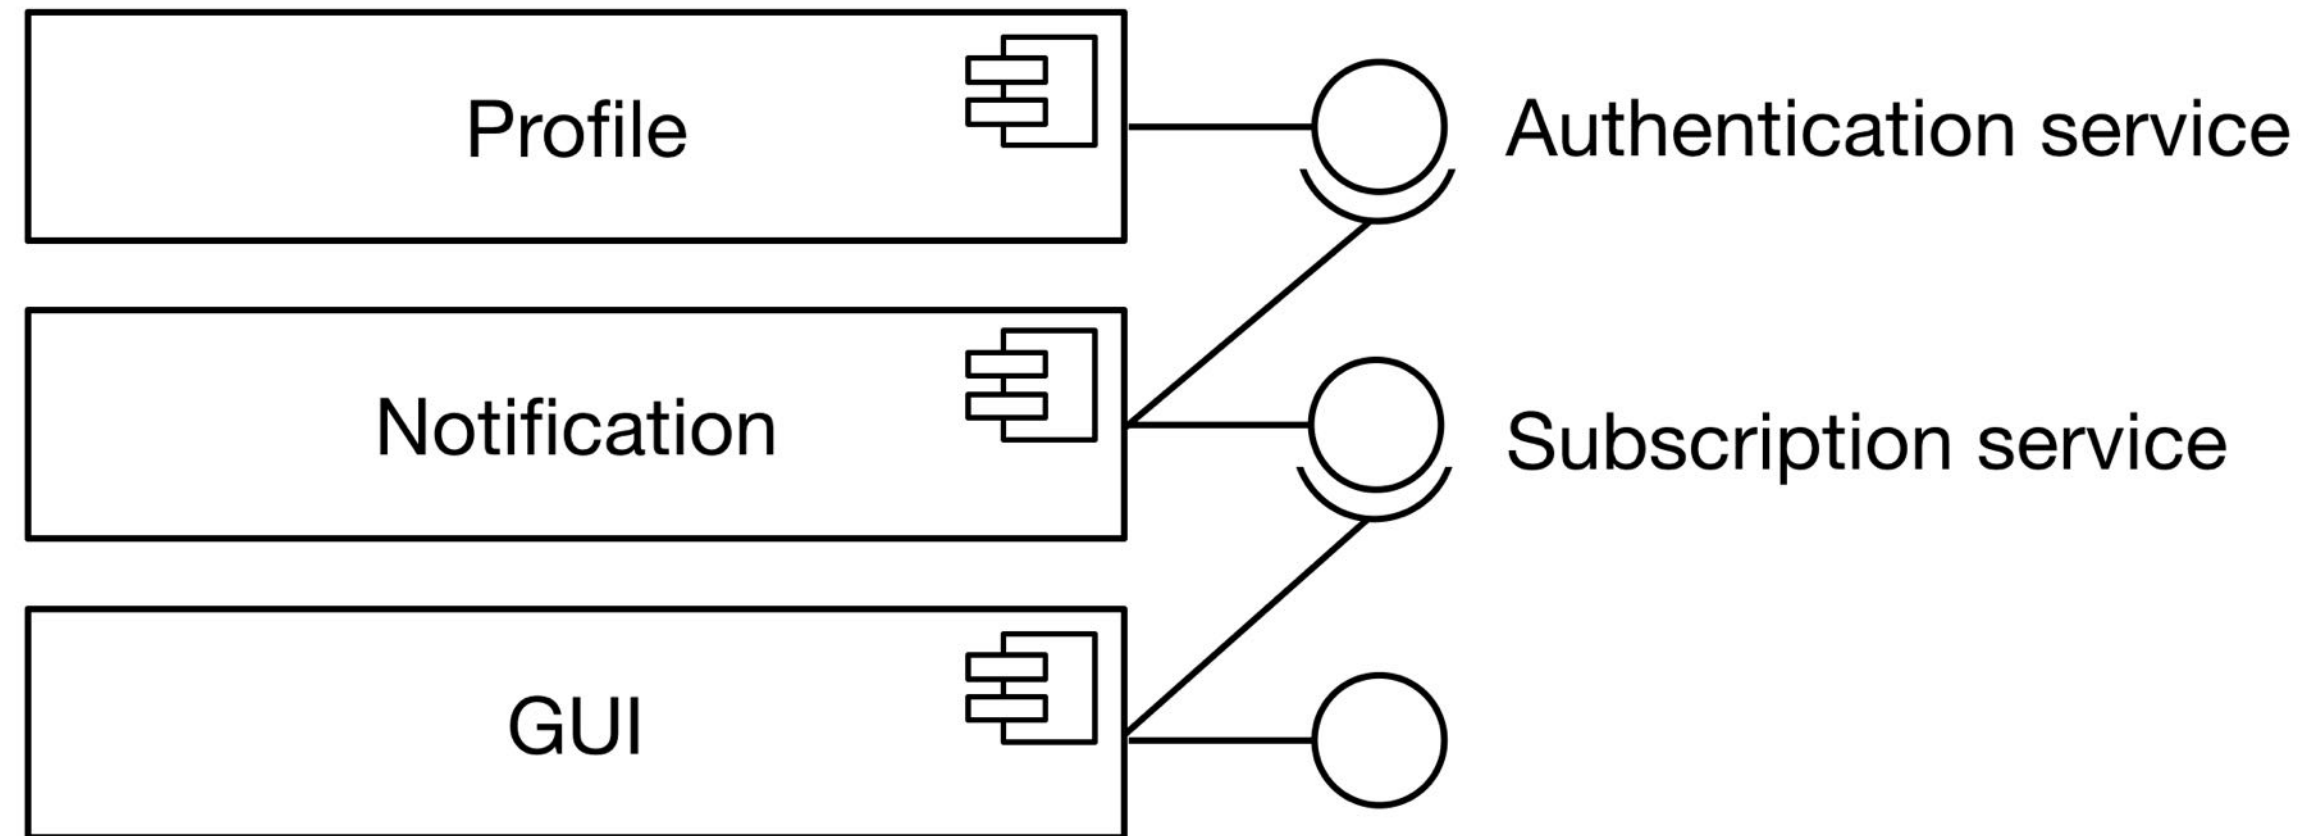 Profile
Authentication service
Notification
Subscription service
GUI